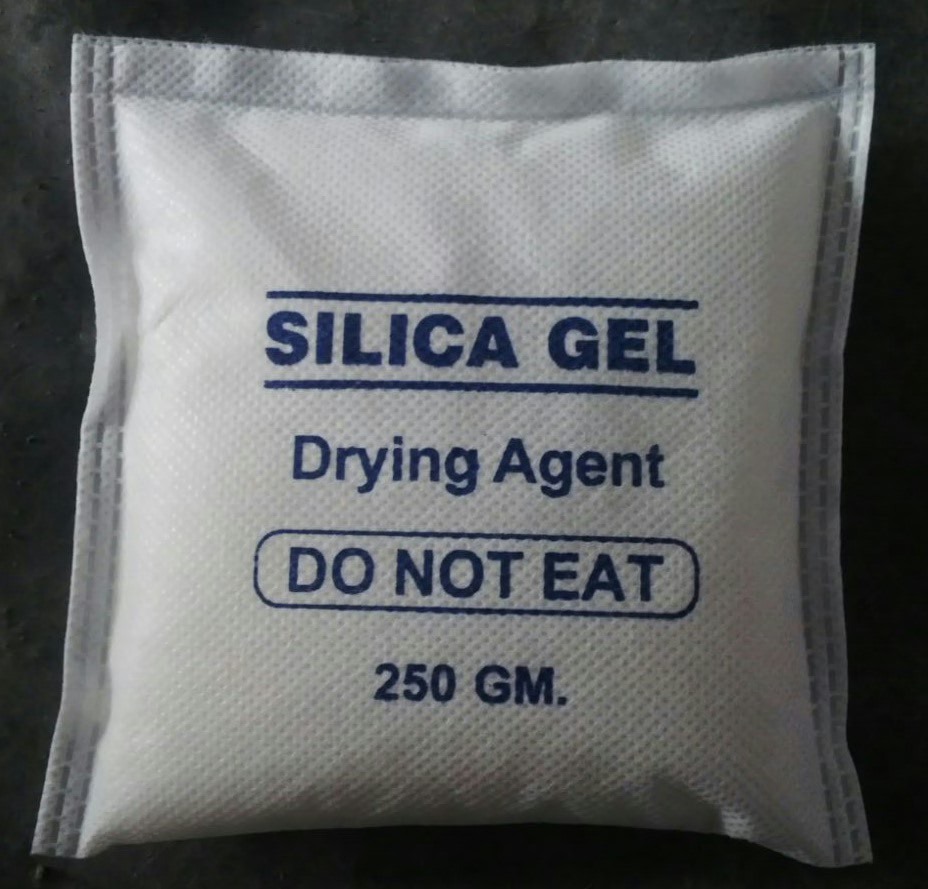 SILICA GEL
Drying Agent
DO NOT EAT
250 GM.